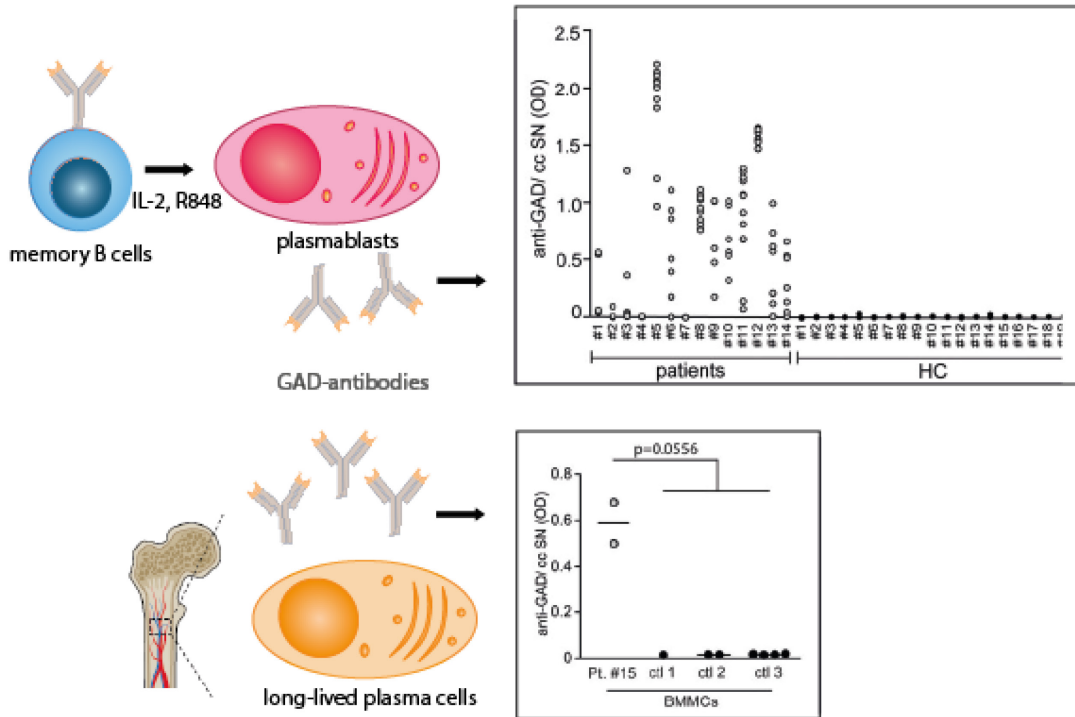 IL-2, R848
memory B cells
plasmablasts
GAD-antibodies
anti-GAD/ cc SN (OD)
2.5
2.0
1.5
1.0
0.5
0
#1 #2 #3 #4 #5 #6 #7 #8 #9 #10 #11 #12 #13 #14 #1 #2 #3 #4 #5 #6 #7 #8 #9 #10 #11 #12 #13 #14 #15 #16 #17 #18
patients HC
long-lived plasma cells
p=0.0556
anti-GAD/ cc SN (OD)
0.8
0.6
0.4
0.2
0
Pt. #15 ctl 1 ctl 2 ctl 3
BMMCs